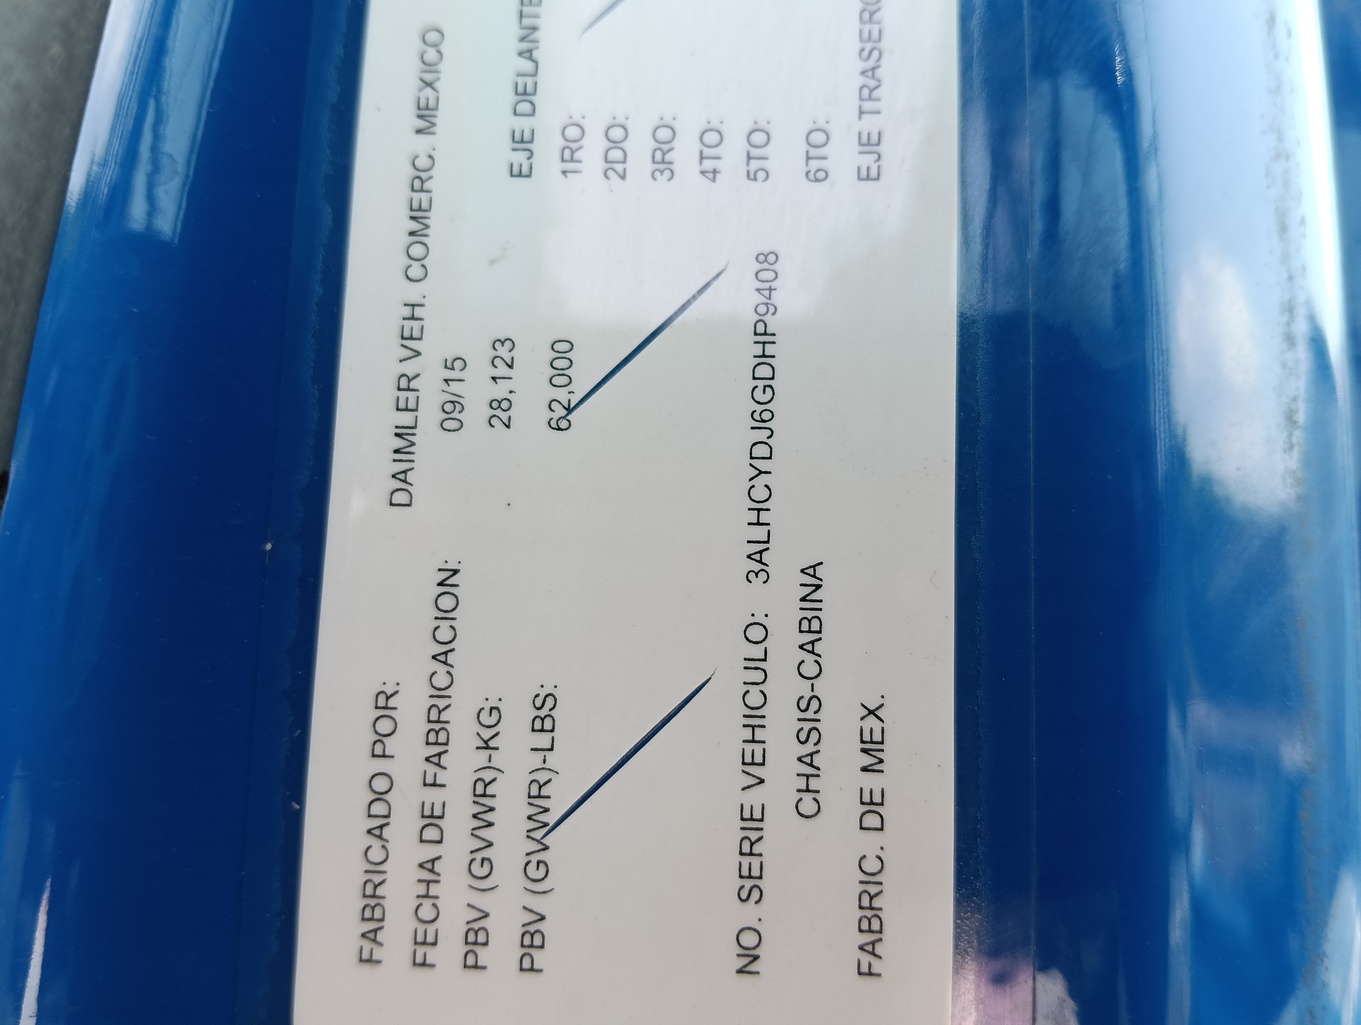 FABRICADO POR: DAIMLER VEH. COMERC. MEXICO
FECHA DE FABRICACION: 09/15
PBV (GVWR)-KG: 28,123
PBV (GVWR)-LBS: 62,000
NO. SERIE VEHICULO: 3ALHCYDJ6GDHP9408
CHASIS-CABINA
FABRIC. DE MEX.
EJE DELANTE
1RO:
2DO:
3RO:
4TO:
5TO:
6TO:
EJE TRASERO